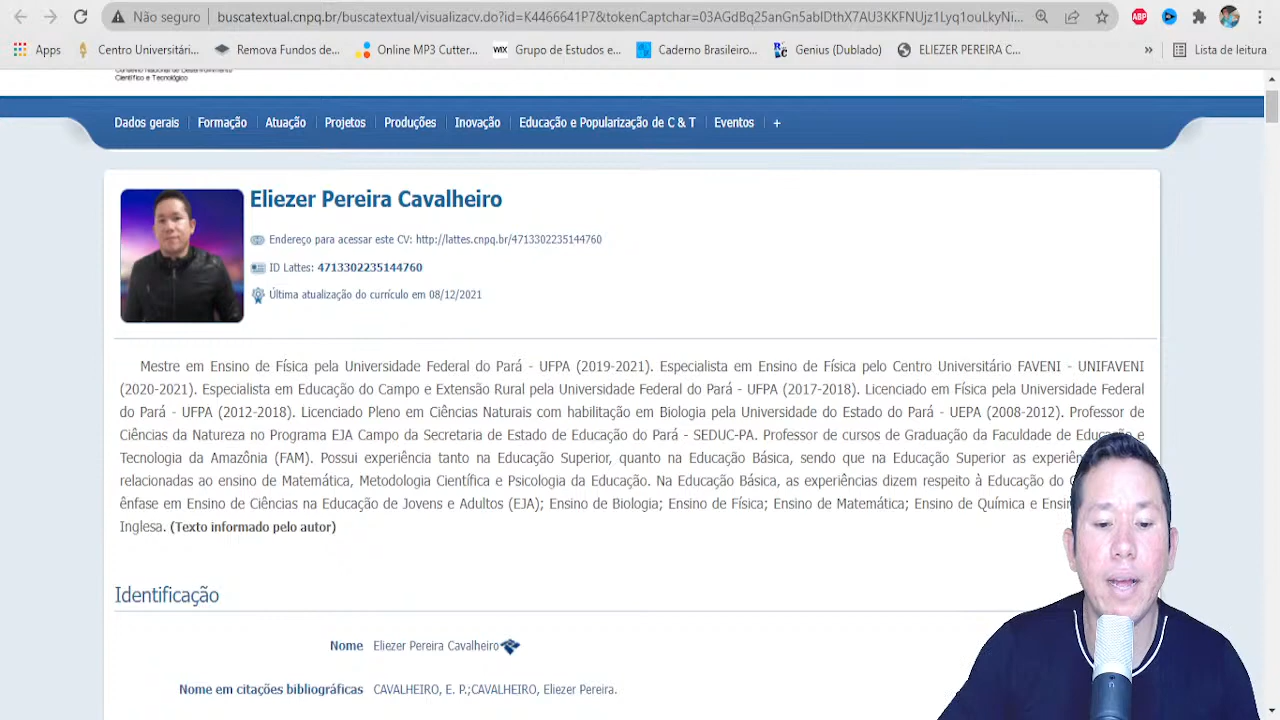 Não seguro
buscatextual.cnpq.br/buscatextual/visualizacv.do?id=K4466641P7&tokenCaptchar=
Apps
Centro Universitári...
Remova Fundos de...
Online MP3 Cutter...
WIX
Grupo de Estudos e...
Caderno Brasileiro...
Genius (Dublado)
ELIEZER PEREIRA C...
»
Lista de leitura
ABP
Conselho Nacional de Desenvolvimento
Científico e Tecnológico
Dados gerais
Formação
Atuação
Projetos
Produções
Inovação
Educação e Popularização de C & T
Eventos
+
Eliezer Pereira Cavalheiro
Endereço para acessar este CV: http://lattes.cnpq.br/4713302235144760
ID Lattes: 4713302235144760
Última atualização do currículo em 08/12/2021
Mestre em Ensino de Física pela Universidade Federal do Pará - UFPA (2019-2021). Especialista em Ensino de Física pelo Centro Universitário FAVENI - UNIFAVENI
(2020-2021). Especialista em Educação do Campo e Extensão Rural pela Universidade Federal do Pará - UFPA (2017-2018). Licenciado em Física pela Universidade Federal
do Pará - UFPA (2012-2018). Licenciado Pleno em Ciências Naturais com habilitação em Biologia pela Universidade do Estado do Pará - UEPA (2008-2012). Professor de
Ciências da Natureza no Programa EJA Campo da Secretaria de Estado de Educação do Pará - SEDUC-PA. Professor de cursos de Graduação da Faculdade de Educação e
Tecnologia da Amazônia (FAM). Possui experiência tanto na Educação Superior, quanto na Educação Básica, sendo que na Educação Superior as
relacionadas ao ensino de Matemática, Metodologia Científica e Psicologia da Educação. Na Educação Básica, as experiências dizem respeito à Educação do
ênfase em Ensino de Ciências na Educação de Jovens e Adultos (EJA); Ensino de Biologia; Ensino de Física; Ensino de Matemática; Ensino de Química e
Inglesa. (Texto informado pelo autor)
Identificação
Nome Eliezer Pereira Cavalheiro
Nome em citações bibliográficas CAVALHEIRO, E. P.;CAVALHEIRO, Eliezer Pereira.